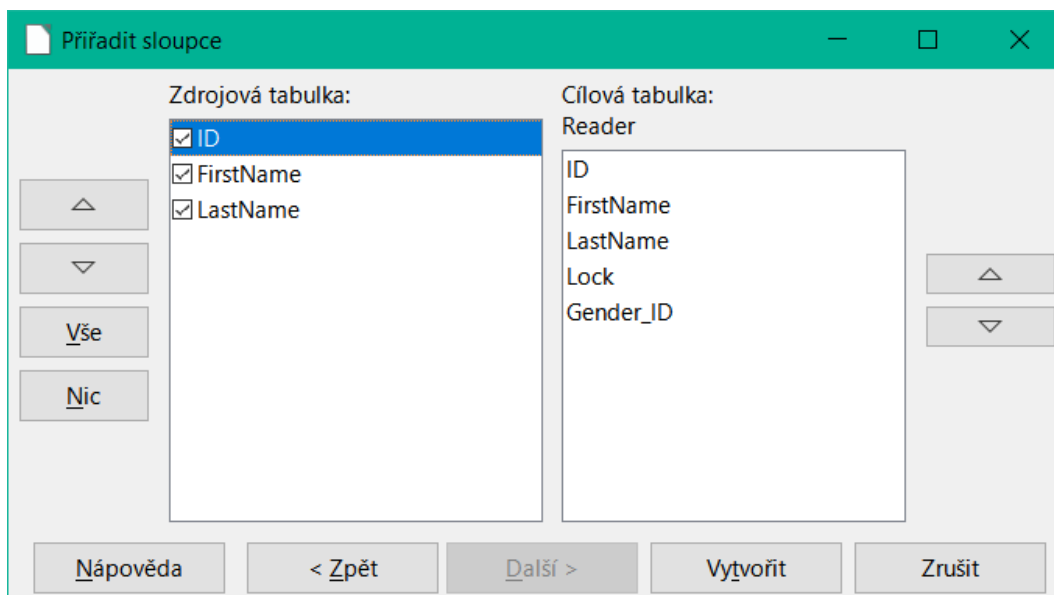 Přiřadit sloupce
Zdrojová tabulka:
ID
FirstName
LastName
Cílová tabulka:
Reader
ID
FirstName
LastName
Lock
Gender_ID
Vše
Nic
Nápověda
< Zpět
Další >
Vytvořit
Zrušit